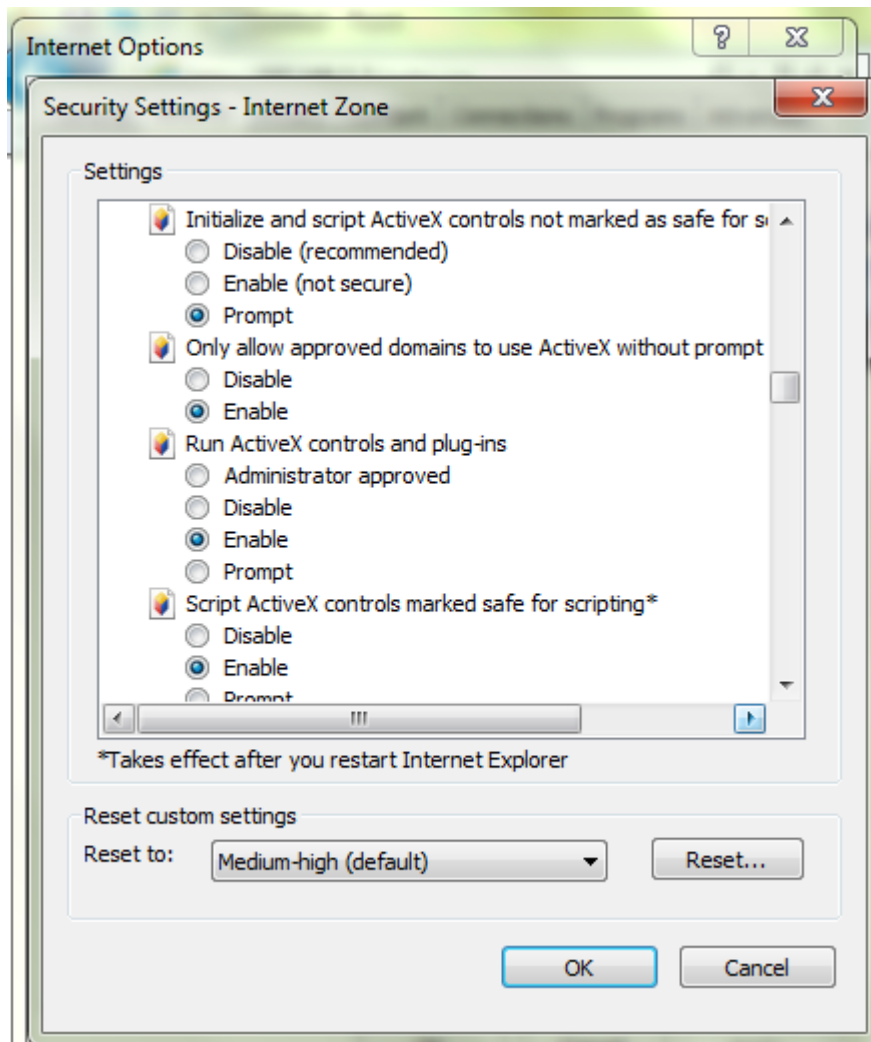 Internet Options
Security Settings - Internet Zone
Settings
Initialize and script ActiveX controls not marked as safe for s
Disable (recommended)
Enable (not secure)
Prompt
Only allow approved domains to use ActiveX without prompt
Disable
Enable
Run ActiveX controls and plug-ins
Administrator approved
Disable
Enable
Prompt
Script ActiveX controls marked safe for scripting*
Disable
Enable
Prompt
*Takes effect after you restart Internet Explorer
Reset custom settings
Reset to:
Medium-high (default)
Reset...
OK
Cancel